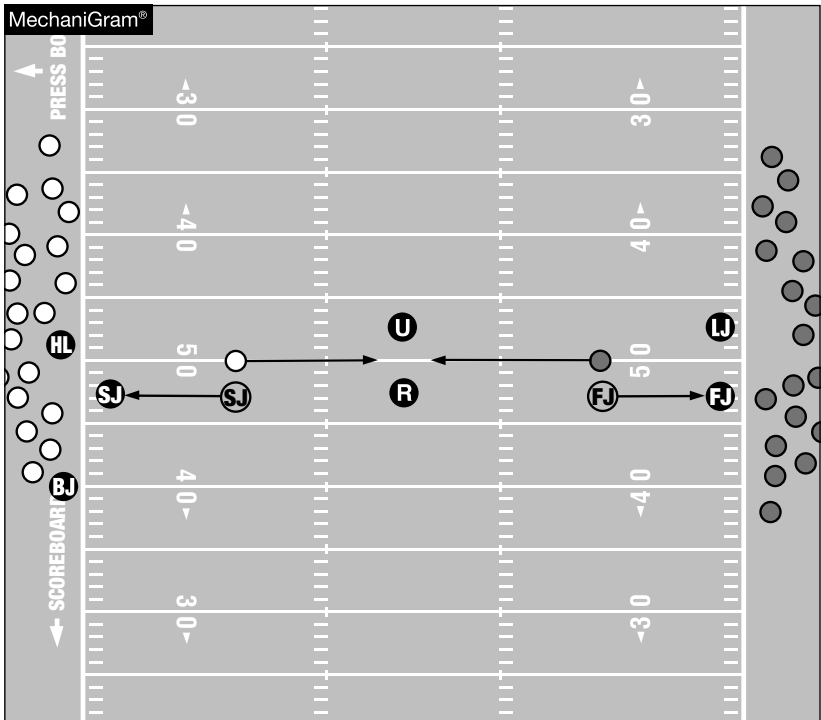 MechaniGram®
PRESS BO
30
30
40
40
U
LJ
HL
50
50
SJ
SJ
R
FJ
FJ
BJ
40
40
SCOREBOAR
30
30